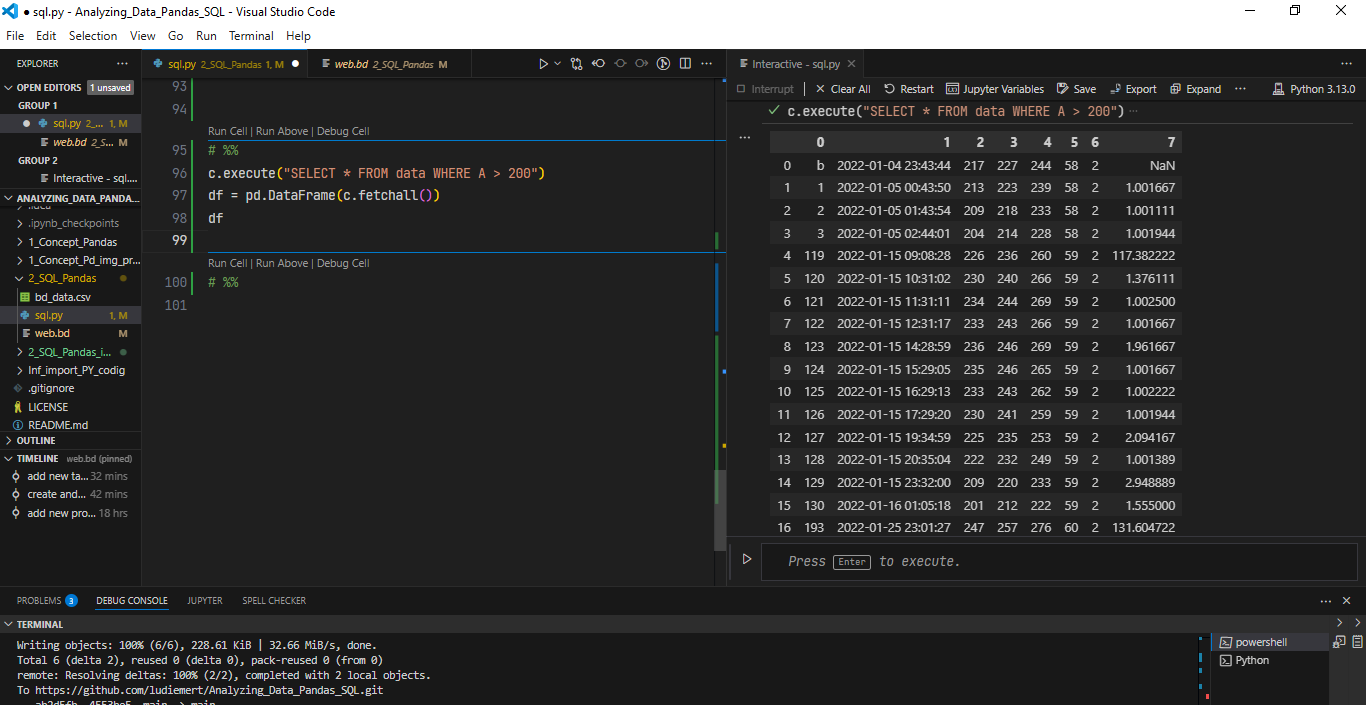 ● sql.py - Analyzing_Data_Pandas_SQL - Visual Studio Code
File Edit Selection View Go Run Terminal Help
EXPLORER ···
OPEN EDITORS 1 unsaved
GROUP 1
● sql.py 2_... 1, M
web.bd 2_S... M
GROUP 2
Interactive - sql....
ANALYZING_DATA_PANDA...
.ipynb_checkpoints
1_Concept_Pandas
1_Concept_Pd_img_pr...
2_SQL_Pandas
bd_data.csv
sql.py 1, M
web.bd M
2_SQL_Pandas_i...
Inf_import_PY_codig
.gitignore
LICENSE
README.md
OUTLINE
TIMELINE web.bd (pinned)
add new ta... 32 mins
create and... 42 mins
add new pro... 18 hrs
sql.py 2_SQL_Pandas 1, M ●
web.bd 2_SQL_Pandas M
93
94
Run Cell | Run Above | Debug Cell
95 # %%
96 c.execute("SELECT * FROM data WHERE A > 200")
97 df = pd.DataFrame(c.fetchall())
98 df
99
Run Cell | Run Above | Debug Cell
100 # %%
101
Interactive - sql.py ×
Interrupt | Clear All Restart Jupyter Variables Save Export Expand ··· Python 3.13.0
c.execute("SELECT * FROM data WHERE A > 200") ···
0 1 2 3 4 5 6 7
0 b 2022-01-04 23:43:44 217 227 244 58 2 NaN
1 1 2022-01-05 00:43:50 213 223 239 58 2 1.001667
2 2 2022-01-05 01:43:54 209 218 233 58 2 1.001111
3 3 2022-01-05 02:44:01 204 214 228 58 2 1.001944
4 119 2022-01-15 09:08:28 226 236 260 59 2 117.382222
5 120 2022-01-15 10:31:02 230 240 266 59 2 1.376111
6 121 2022-01-15 11:31:11 234 244 269 59 2 1.002500
7 122 2022-01-15 12:31:17 233 243 266 59 2 1.001667
8 123 2022-01-15 14:28:59 236 246 269 59 2 1.961667
9 124 2022-01-15 15:29:05 235 246 265 59 2 1.001667
10 125 2022-01-15 16:29:13 233 243 262 59 2 1.002222
11 126 2022-01-15 17:29:20 230 241 259 59 2 1.001944
12 127 2022-01-15 19:34:59 225 235 253 59 2 2.094167
13 128 2022-01-15 20:35:04 222 232 249 59 2 1.001389
14 129 2022-01-15 23:32:00 209 220 233 59 2 2.948889
15 130 2022-01-16 01:05:18 201 212 222 59 2 1.555000
16 193 2022-01-25 23:01:27 247 257 276 60 2 131.604722
Press Enter to execute.
PROBLEMS 3 DEBUG CONSOLE JUPYTER SPELL CHECKER
TERMINAL
Writing objects: 100% (6/6), 228.61 KiB | 32.66 MiB/s, done.
Total 6 (delta 2), reused 0 (delta 0), pack-reused 0 (from 0)
remote: Resolving deltas: 100% (2/2), completed with 2 local objects.
To https://github.com/ludiemert/Analyzing_Data_Pandas_SQL.git
powershell
Python